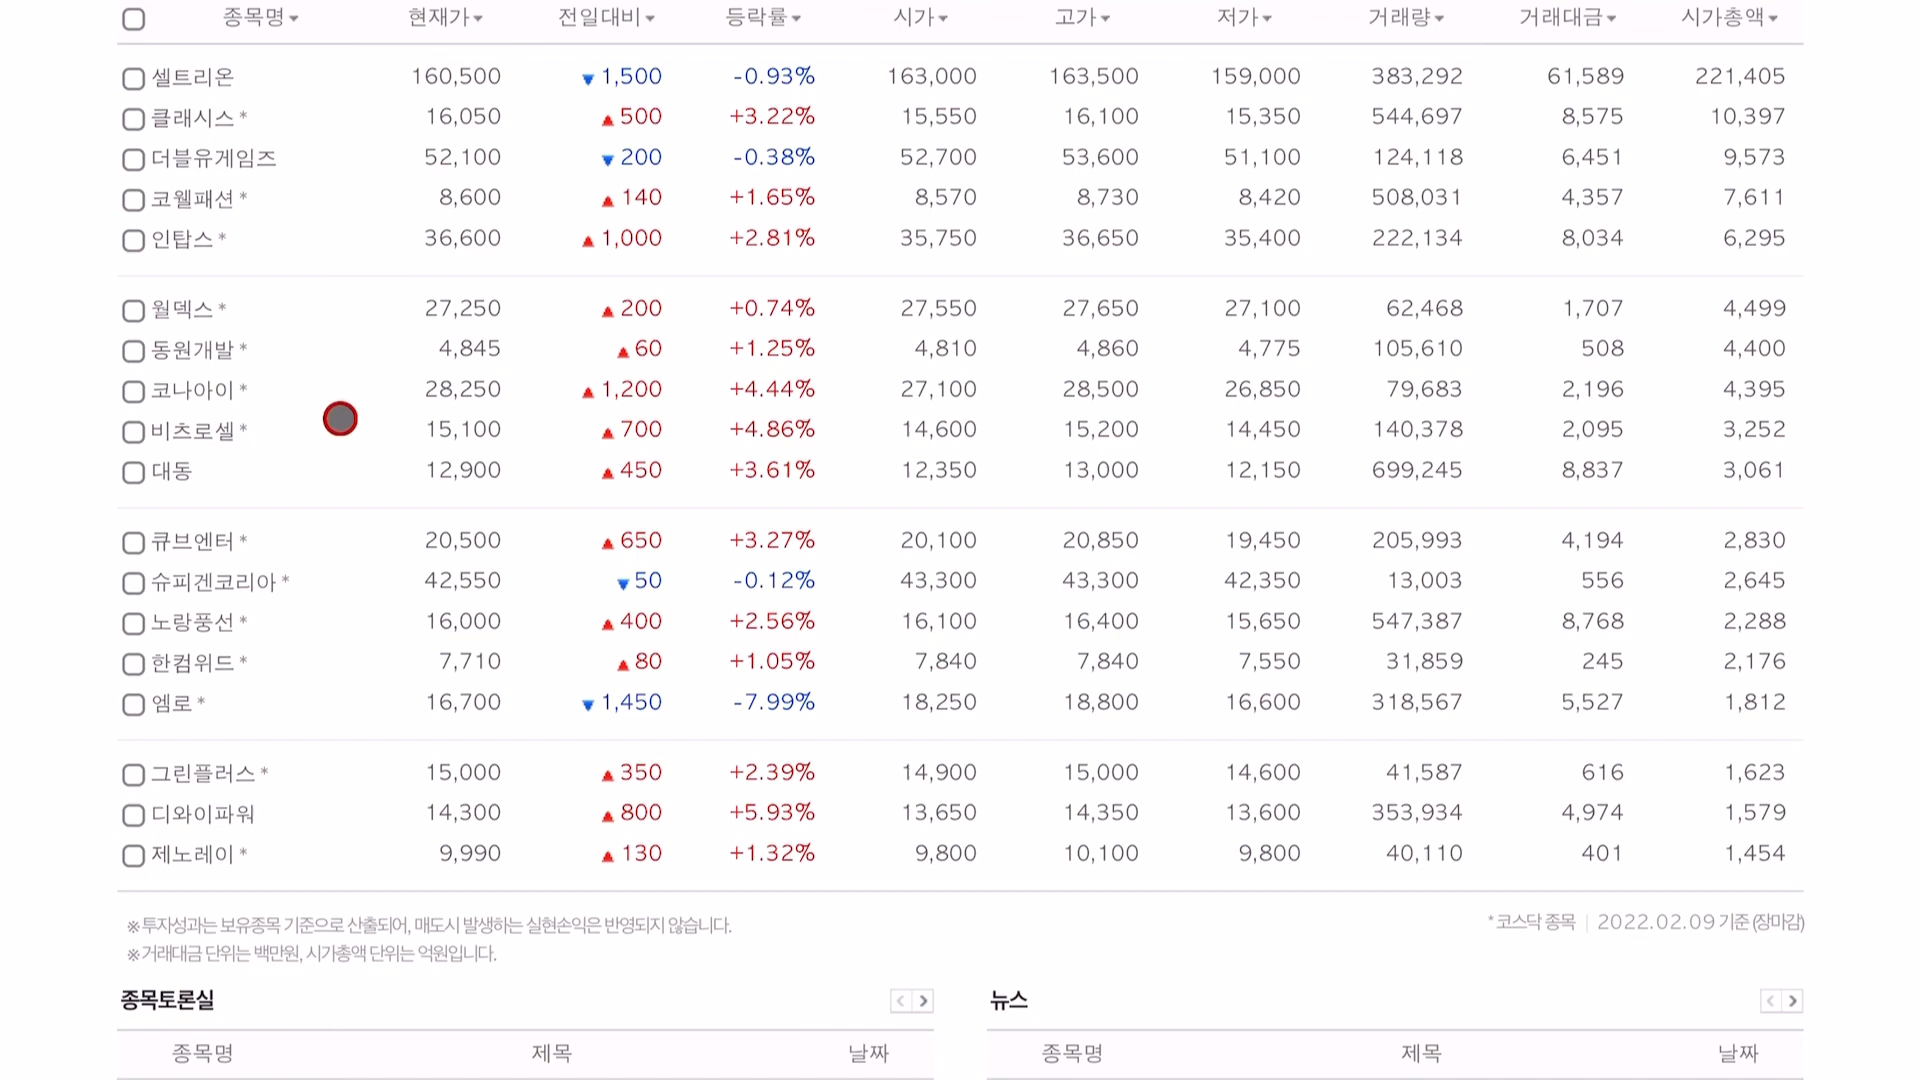 종목명 현재가 전일대비 등락률 시가 고가 저가 거래량 거래대금 시가총액
셀트리온 160,500 ▼ 1,500 -0.93% 163,000 163,500 159,000 383,292 61,589 221,405
클래시스 * 16,050 ▲ 500 +3.22% 15,550 16,100 15,350 544,697 8,575 10,397
더블유게임즈 52,100 ▼ 200 -0.38% 52,700 53,600 51,100 124,118 6,451 9,573
코웰패션 * 8,600 ▲ 140 +1.65% 8,570 8,730 8,420 508,031 4,357 7,611
인탑스 * 36,600 ▲ 1,000 +2.81% 35,750 36,650 35,400 222,134 8,034 6,295
월덱스 * 27,250 ▲ 200 +0.74% 27,550 27,650 27,100 62,468 1,707 4,499
동원개발 * 4,845 ▲ 60 +1.25% 4,810 4,860 4,775 105,610 508 4,400
코나아이 * 28,250 ▲ 1,200 +4.44% 27,100 28,500 26,850 79,683 2,196 4,395
비츠로셀 * 15,100 ▲ 700 +4.86% 14,600 15,200 14,450 140,378 2,095 3,252
대동 12,900 ▲ 450 +3.61% 12,350 13,000 12,150 699,245 8,837 3,061
큐브엔터 * 20,500 ▲ 650 +3.27% 20,100 20,850 19,450 205,993 4,194 2,830
슈피겐코리아 * 42,550 ▼ 50 -0.12% 43,300 43,300 42,350 13,003 556 2,645
노랑풍선 * 16,000 ▲ 400 +2.56% 16,100 16,400 15,650 547,387 8,768 2,288
한컴위드 * 7,710 ▲ 80 +1.05% 7,840 7,840 7,550 31,859 245 2,176
엠로 * 16,700 ▼ 1,450 -7.99% 18,250 18,800 16,600 318,567 5,527 1,812
그린플러스 * 15,000 ▲ 350 +2.39% 14,900 15,000 14,600 41,587 616 1,623
디와이파워 14,300 ▲ 800 +5.93% 13,650 14,350 13,600 353,934 4,974 1,579
제노레이 * 9,990 ▲ 130 +1.32% 9,800 10,100 9,800 40,110 401 1,454
※ 투자성과는 보유종목 기준으로 산출되어, 매도시 발생하는 실현손익은 반영되지 않습니다.
* 코스닥 종목 | 2022.02.09 기준 (장마감)
※ 거래대금 단위는 백만원, 시가총액 단위는 억원입니다.
종목토론실 뉴스
종목명 제목 날짜 종목명 제목 날짜